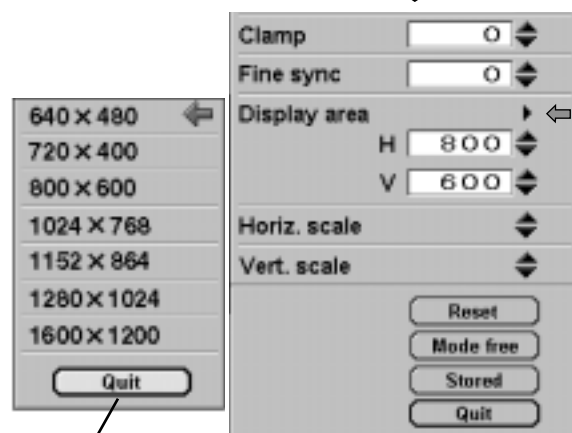 640×480
720×400
800×600
1024×768
1152×864
1280×1024
1600×1200
Quit
Clamp 0
Fine sync 0
Display area
H 800
V 600
Horiz. scale
Vert. scale
Reset
Mode free
Stored
Quit